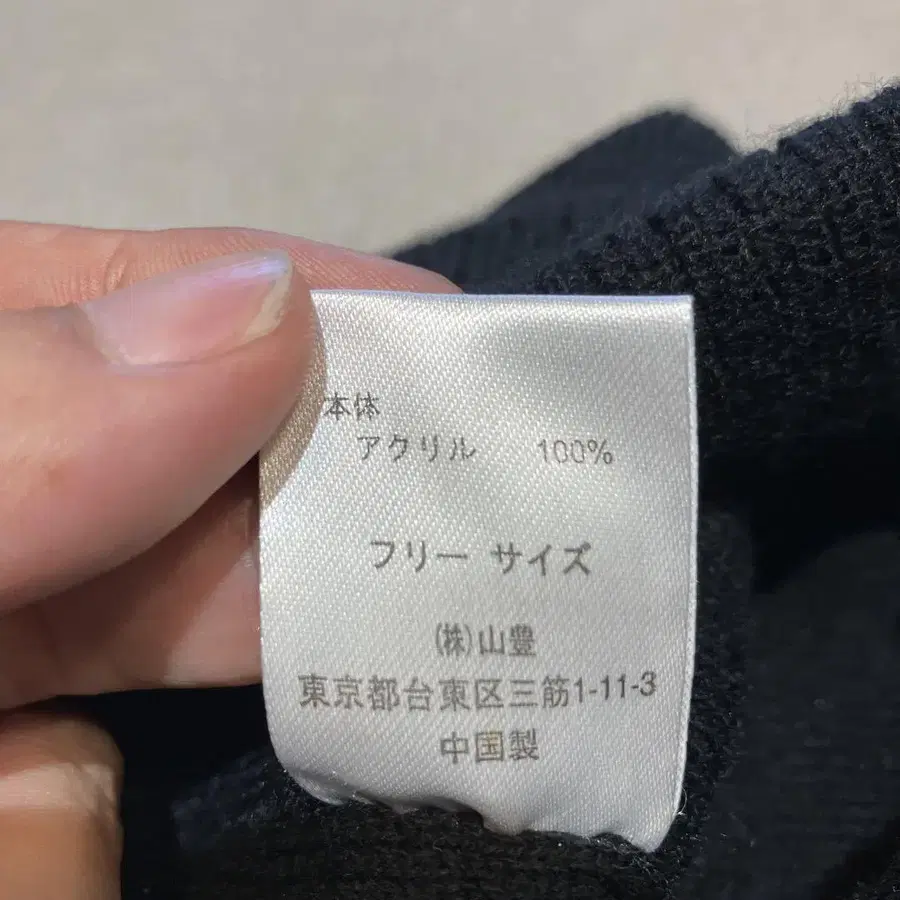 本体
アクリル 100%
フリー サイズ
(株)山豊
東京都台東区三筋1-11-3
中国製